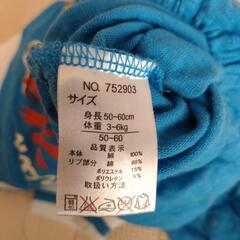 NO. 752903
サイズ
身長:50~60cm
体重:3~6kg
50-60
品質表示
本体 綿 100%
リブ部分 綿 80%
ポリエステル 15%
ポリウレタン 5%
取扱い方法